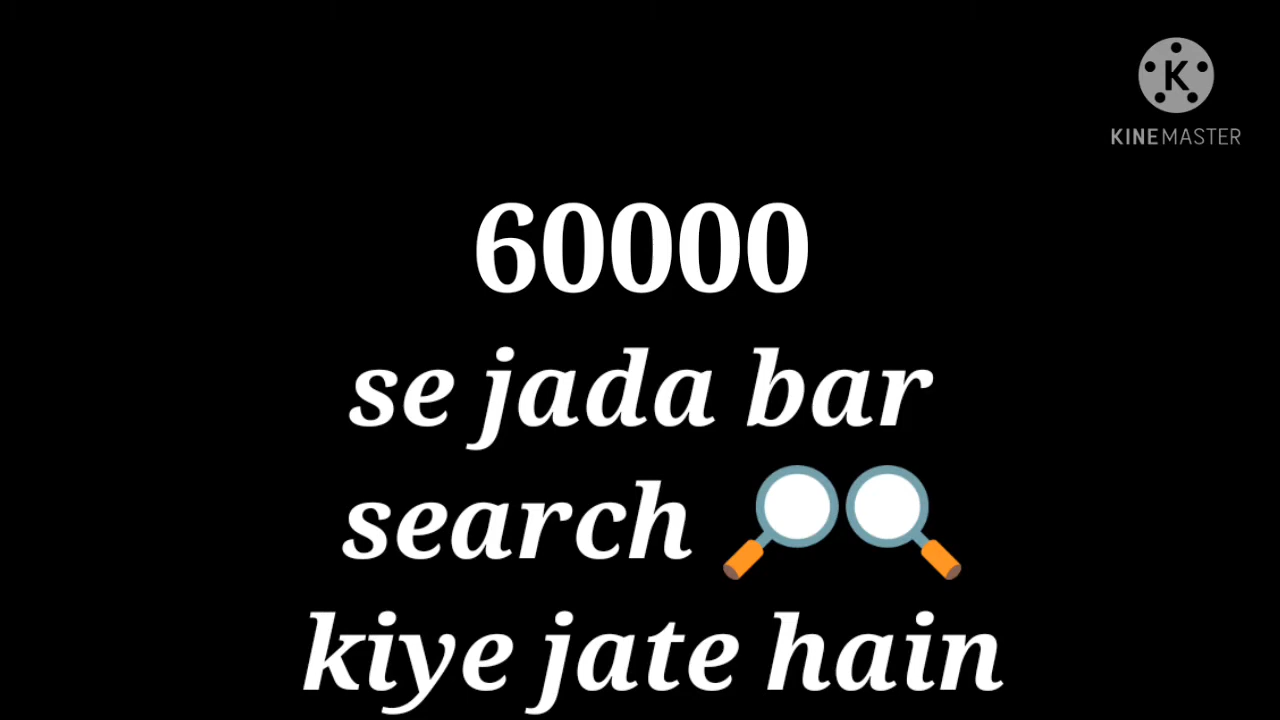 KINEMASTER
60000
se jada bar
search 🔎🔍
kiye jate hain